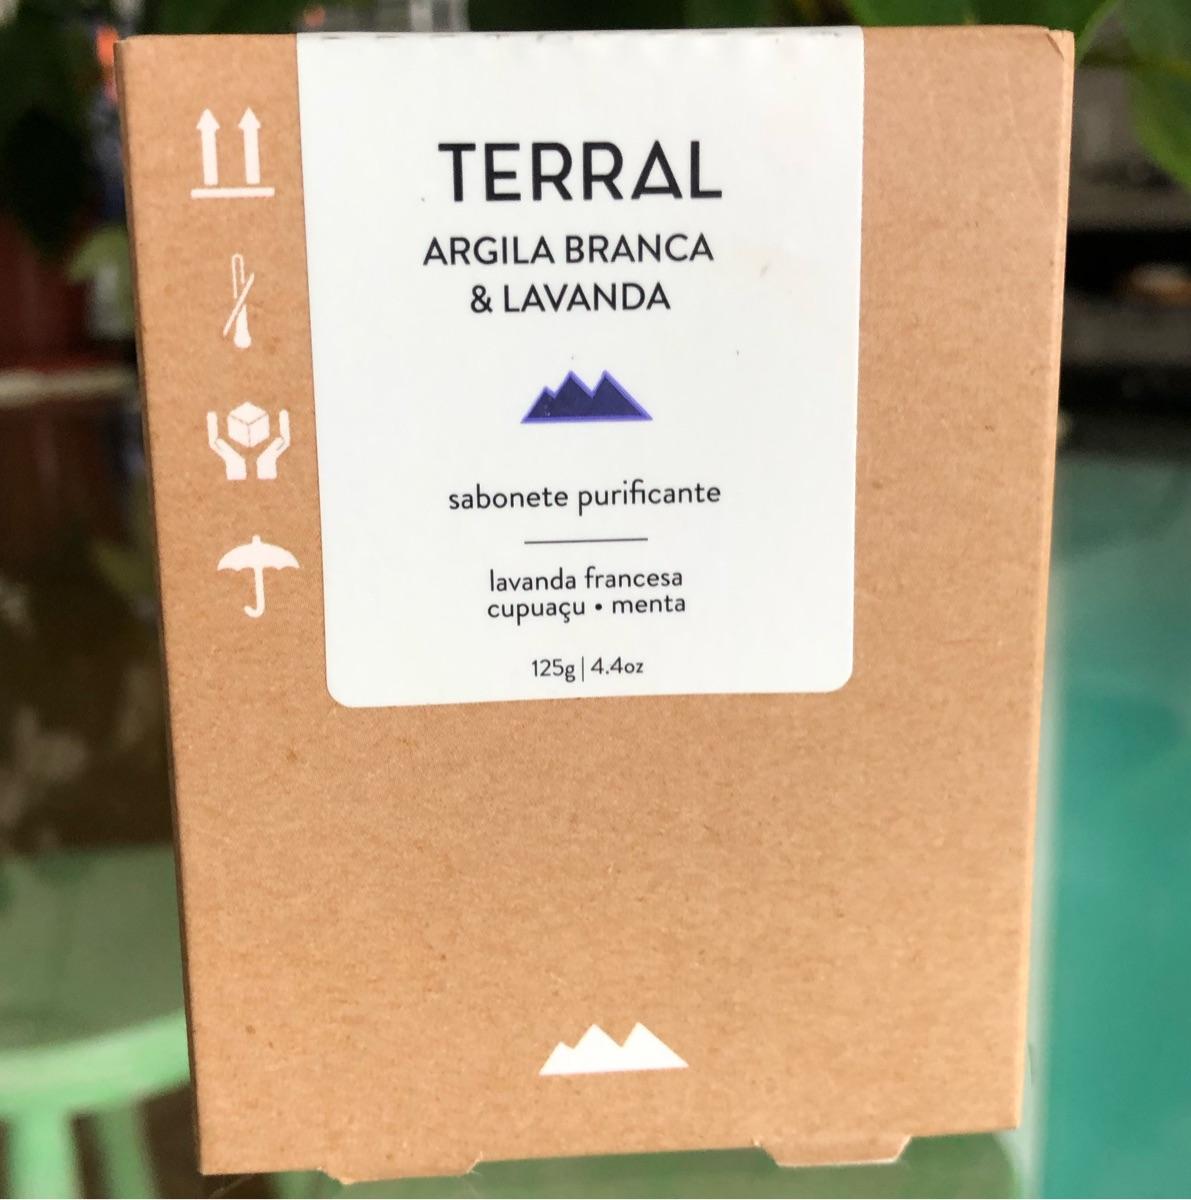 TERRAL
ARGILA BRANCA
& LAVANDA
sabonete purificante
lavanda francesa
cupuaçu • menta
125g | 4.4oz